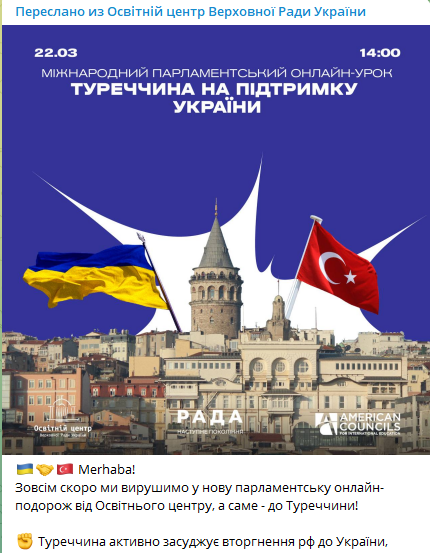 Переслано из Освітній центр Верховної Ради України
22.03 14:00
МІЖНАРОДНИЙ ПАРЛАМЕНТСЬКИЙ ОНЛАЙН-УРОК
ТУРЕЧЧИНА НА ПІДТРИМКУ
УКРАЇНИ
Освітній центр
Верховної Ради України
РАДА
НАСТУПНЕ ПОКОЛІННЯ
AMERICAN
COUNCILS
FOR INTERNATIONAL EDUCATION
🇺🇦🤝🇹🇷 Merhaba!
Зовсім скоро ми вирушимо у нову парламентську онлайн-
подорож від Освітнього центру, а саме - до Туреччини!
✊ Туреччина активно засуджує вторгнення рф до України,